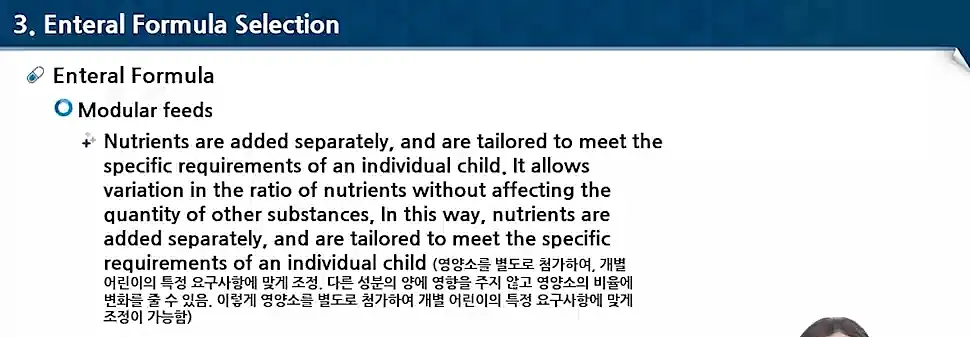 3. Enteral Formula Selection
Enteral Formula
Modular feeds
Nutrients are added separately, and are tailored to meet the
specific requirements of an individual child. It allows
variation in the ratio of nutrients without affecting the
quantity of other substances. In this way, nutrients are
added separately, and are tailored to meet the specific
requirements of an individual child (영양소를 별도로 첨가하여, 개별
어린이의 특정 요구사항에 맞게 조정. 다른 성분의 양에 영향을 주지 않고 영양소의 비율에
변화를 줄 수 있음. 이렇게 영양소를 별도로 첨가하여 개별 어린이의 특정 요구사항에 맞게
조정이 가능함)